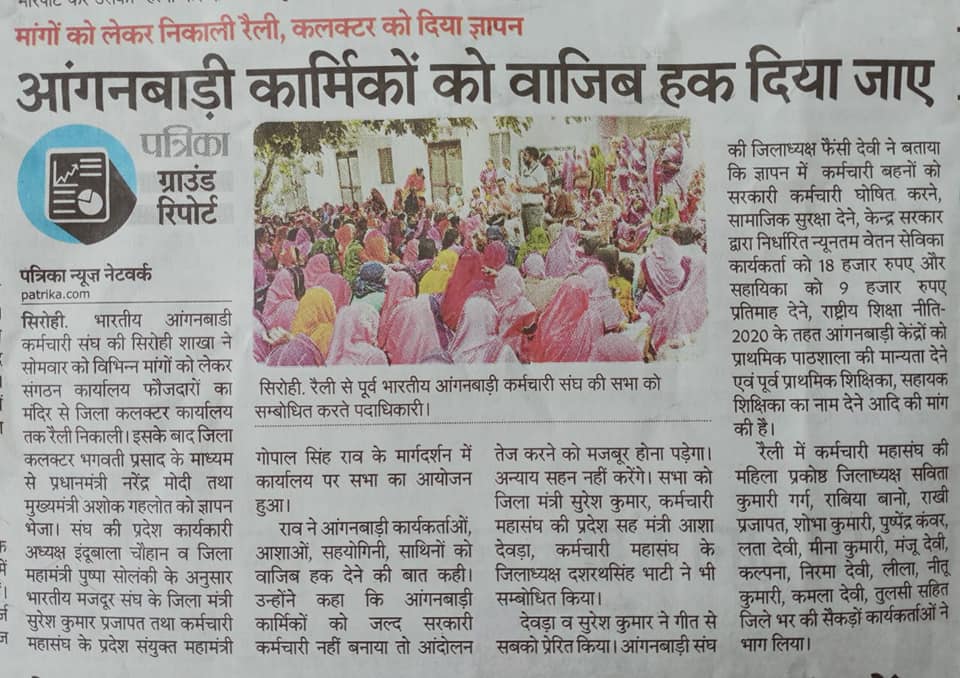 मांगों को लेकर निकाली रैली, कलक्टर को दिया ज्ञापन
आंगनबाड़ी कार्मिकों को वाजिब हक दिया जाए
पत्रिका
ग्राउंड
रिपोर्ट
पत्रिका न्यूज नेटवर्क
patrika.com
सिरोही. भारतीय आंगनबाड़ी
कर्मचारी संघ की सिरोही शाखा ने
सोमवार को विभिन्न मांगों को लेकर
संगठन कार्यालय फौजदारों का
मंदिर से जिला कलक्टर कार्यालय
तक रैली निकाली। इसके बाद जिला
कलक्टर भगवती प्रसाद के माध्यम
से प्रधानमंत्री नरेंद्र मोदी तथा
मुख्यमंत्री अशोक गहलोत को ज्ञापन
भेजा। संघ की प्रदेश कार्यकारी
अध्यक्ष इंदूबाला चौहान व जिला
महामंत्री पुष्पा सोलंकी के अनुसार
भारतीय मजदूर संघ के जिला मंत्री
सुरेश कुमार प्रजापत तथा कर्मचारी
महासंघ के प्रदेश संयुक्त महामंत्री
सिरोही. रैली से पूर्व भारतीय आंगनबाड़ी कर्मचारी संघ की सभा को
सम्बोधित करते पदाधिकारी।
गोपाल सिंह राव के मार्गदर्शन में
कार्यालय पर सभा का आयोजन
हुआ।
राव ने आंगनबाड़ी कार्यकर्ताओं,
आशाओं, सहयोगिनी, साथिनों को
वाजिब हक देने की बात कही।
उन्होंने कहा कि आंगनबाड़ी
कार्मिकों को जल्द सरकारी
कर्मचारी नहीं बनाया तो आंदोलन
तेज करने को मजबूर होना पड़ेगा।
अन्याय सहन नहीं करेंगे। सभा को
जिला मंत्री सुरेश कुमार, कर्मचारी
महासंघ की प्रदेश सह मंत्री आशा
देवड़ा, कर्मचारी महासंघ के
जिलाध्यक्ष दशरथसिंह भाटी ने भी
सम्बोधित किया।
देवड़ा व सुरेश कुमार ने गीत से
सबको प्रेरित किया। आंगनबाड़ी संघ
की जिलाध्यक्ष फैंसी देवी ने बताया
कि ज्ञापन में कर्मचारी बहनों को
सरकारी कर्मचारी घोषित करने,
सामाजिक सुरक्षा देने, केन्द्र सरकार
द्वारा निर्धारित न्यूनतम वेतन सेविका
कार्यकर्ता को 18 हजार रुपए और
सहायिका को 9 हजार रुपए
प्रतिमाह देने, राष्ट्रीय शिक्षा नीति-
2020 के तहत आंगनबाड़ी केंद्रों को
प्राथमिक पाठशाला की मान्यता देने
एवं पूर्व प्राथमिक शिक्षिका, सहायक
शिक्षिका का नाम देने आदि की मांग
की है।
रैली में कर्मचारी महासंघ की
महिला प्रकोष्ठ जिलाध्यक्ष सविता
कुमारी गर्ग, राबिया बानो, राखी
प्रजापत, शोभा कुमारी, पुष्पेंद्र कंवर,
लता देवी, मीना कुमारी, मंजू देवी,
कल्पना, निरमा देवी, लीला, नीतू
कुमारी, कमला देवी, तुलसी सहित
जिले भर की सैकड़ों कार्यकर्ताओं ने
भाग लिया।